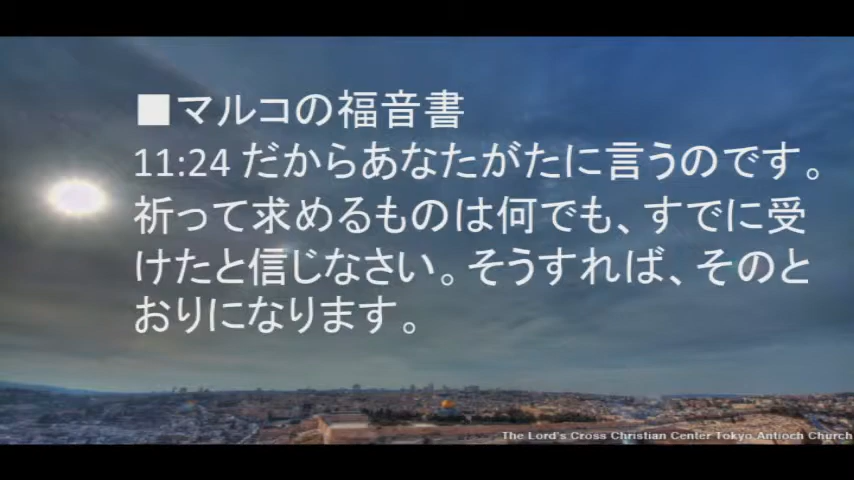 ■マルコの福音書
11:24 だからあなたがたに言うのです。
祈って求めるものは何でも、すでに受
けたと信じなさい。そうすれば、そのと
おりになります。
The Lord's Cross Christian Center Tokyo Antioch Church